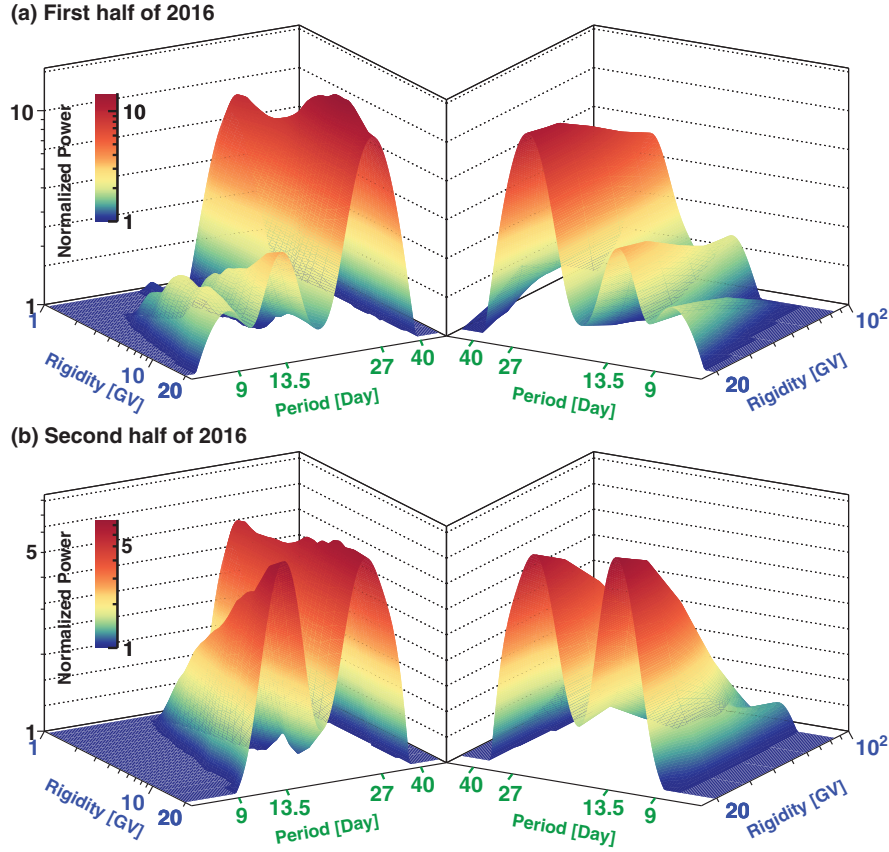 (a) First half of 2016
10
Normalized Power
10
1
1
1
Rigidity [GV]
10
20
9
13.5
27
40
Period [Day]
40
27
13.5
9
Period [Day]
20
10²
Rigidity [GV]
(b) Second half of 2016
5
Normalized Power
5
1
1
1
Rigidity [GV]
10
20
9
13.5
27
40
Period [Day]
40
27
13.5
9
Period [Day]
20
10²
Rigidity [GV]